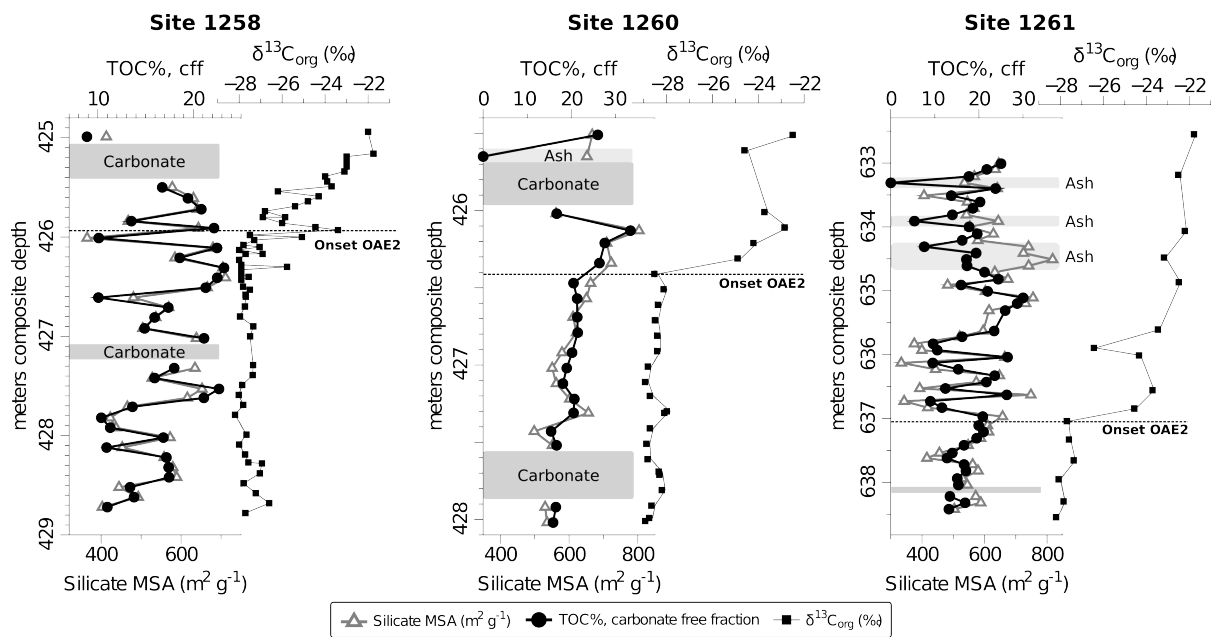 Site 1258
Site 1260
Site 1261
TOC%, cff
δ¹³C_org (‰)
10
20
−28
−26
−24
−22
meters composite depth
425
426
427
428
429
Carbonate
Onset OAE2
Carbonate
400
600
Silicate MSA (m² g⁻¹)
TOC%, cff
δ¹³C_org (‰)
0
10
20
30
−28
−26
−24
−22
meters composite depth
426
427
428
Ash
Carbonate
Onset OAE2
Carbonate
400
600
800
Silicate MSA (m² g⁻¹)
TOC%, cff
δ¹³C_org (‰)
0
10
20
30
−28
−26
−24
−22
meters composite depth
633
634
635
636
637
638
Ash
Ash
Ash
Onset OAE2
400
600
800
Silicate MSA (m² g⁻¹)
Silicate MSA (m² g⁻¹)
TOC%, carbonate free fraction
δ¹³C_org (‰)